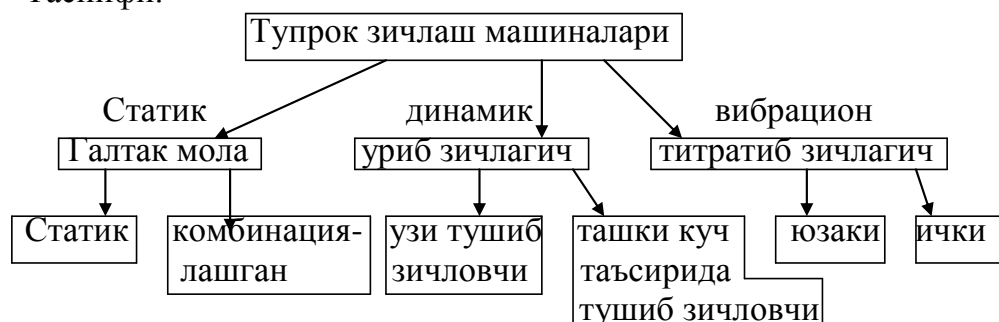 Таснифи.
Тупрок зичлаш машиналари
Статик динамик вибрацион
Галтак мола уриб зичлагич титратиб зичлагич
Статик комбинация- узи тушиб ташки куч юзаки ички
лашган зичловчи таъсирида
тушиб зичловчи